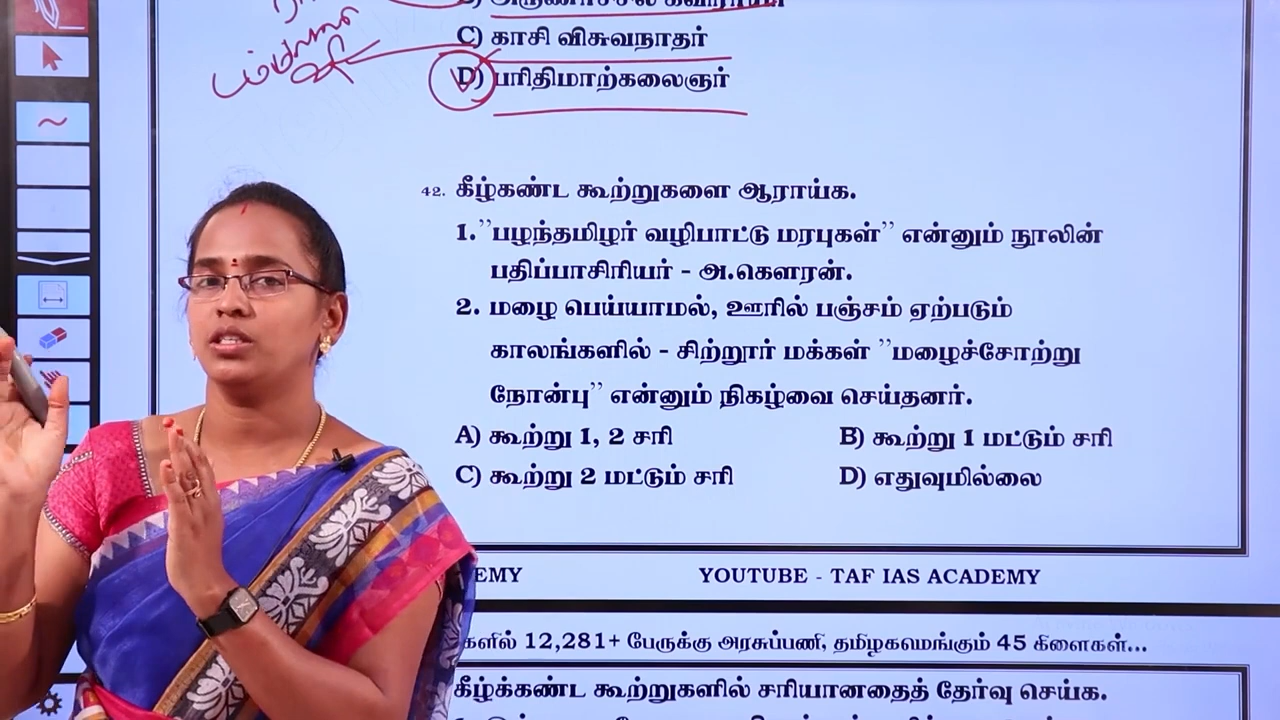 C) காசி விசுவநாதர்
D) பரிதிமாற்கலைஞர்
42. கீழ்கண்ட கூற்றுகளை ஆராய்க.
1. ”பழந்தமிழர் வழிபாட்டு மரபுகள்” என்னும் நூலின்
பதிப்பாசிரியர் - அ.கௌரன்.
2. மழை பெய்யாமல், ஊரில் பஞ்சம் ஏற்படும்
காலங்களில் - சிற்றூர் மக்கள் ”மழைச்சோற்று
நோன்பு” என்னும் நிகழ்வை செய்தனர்.
A) கூற்று 1, 2 சரி B) கூற்று 1 மட்டும் சரி
C) கூற்று 2 மட்டும் சரி D) எதுவுமில்லை
EMY YOUTUBE - TAF IAS ACADEMY
களில் 12,281+ பேருக்கு அரசுப்பணி, தமிழகமெங்கும் 45 கிளைகள்...
கீழ்க்கண்ட கூற்றுகளில் சரியானதைத் தேர்வு செய்க.